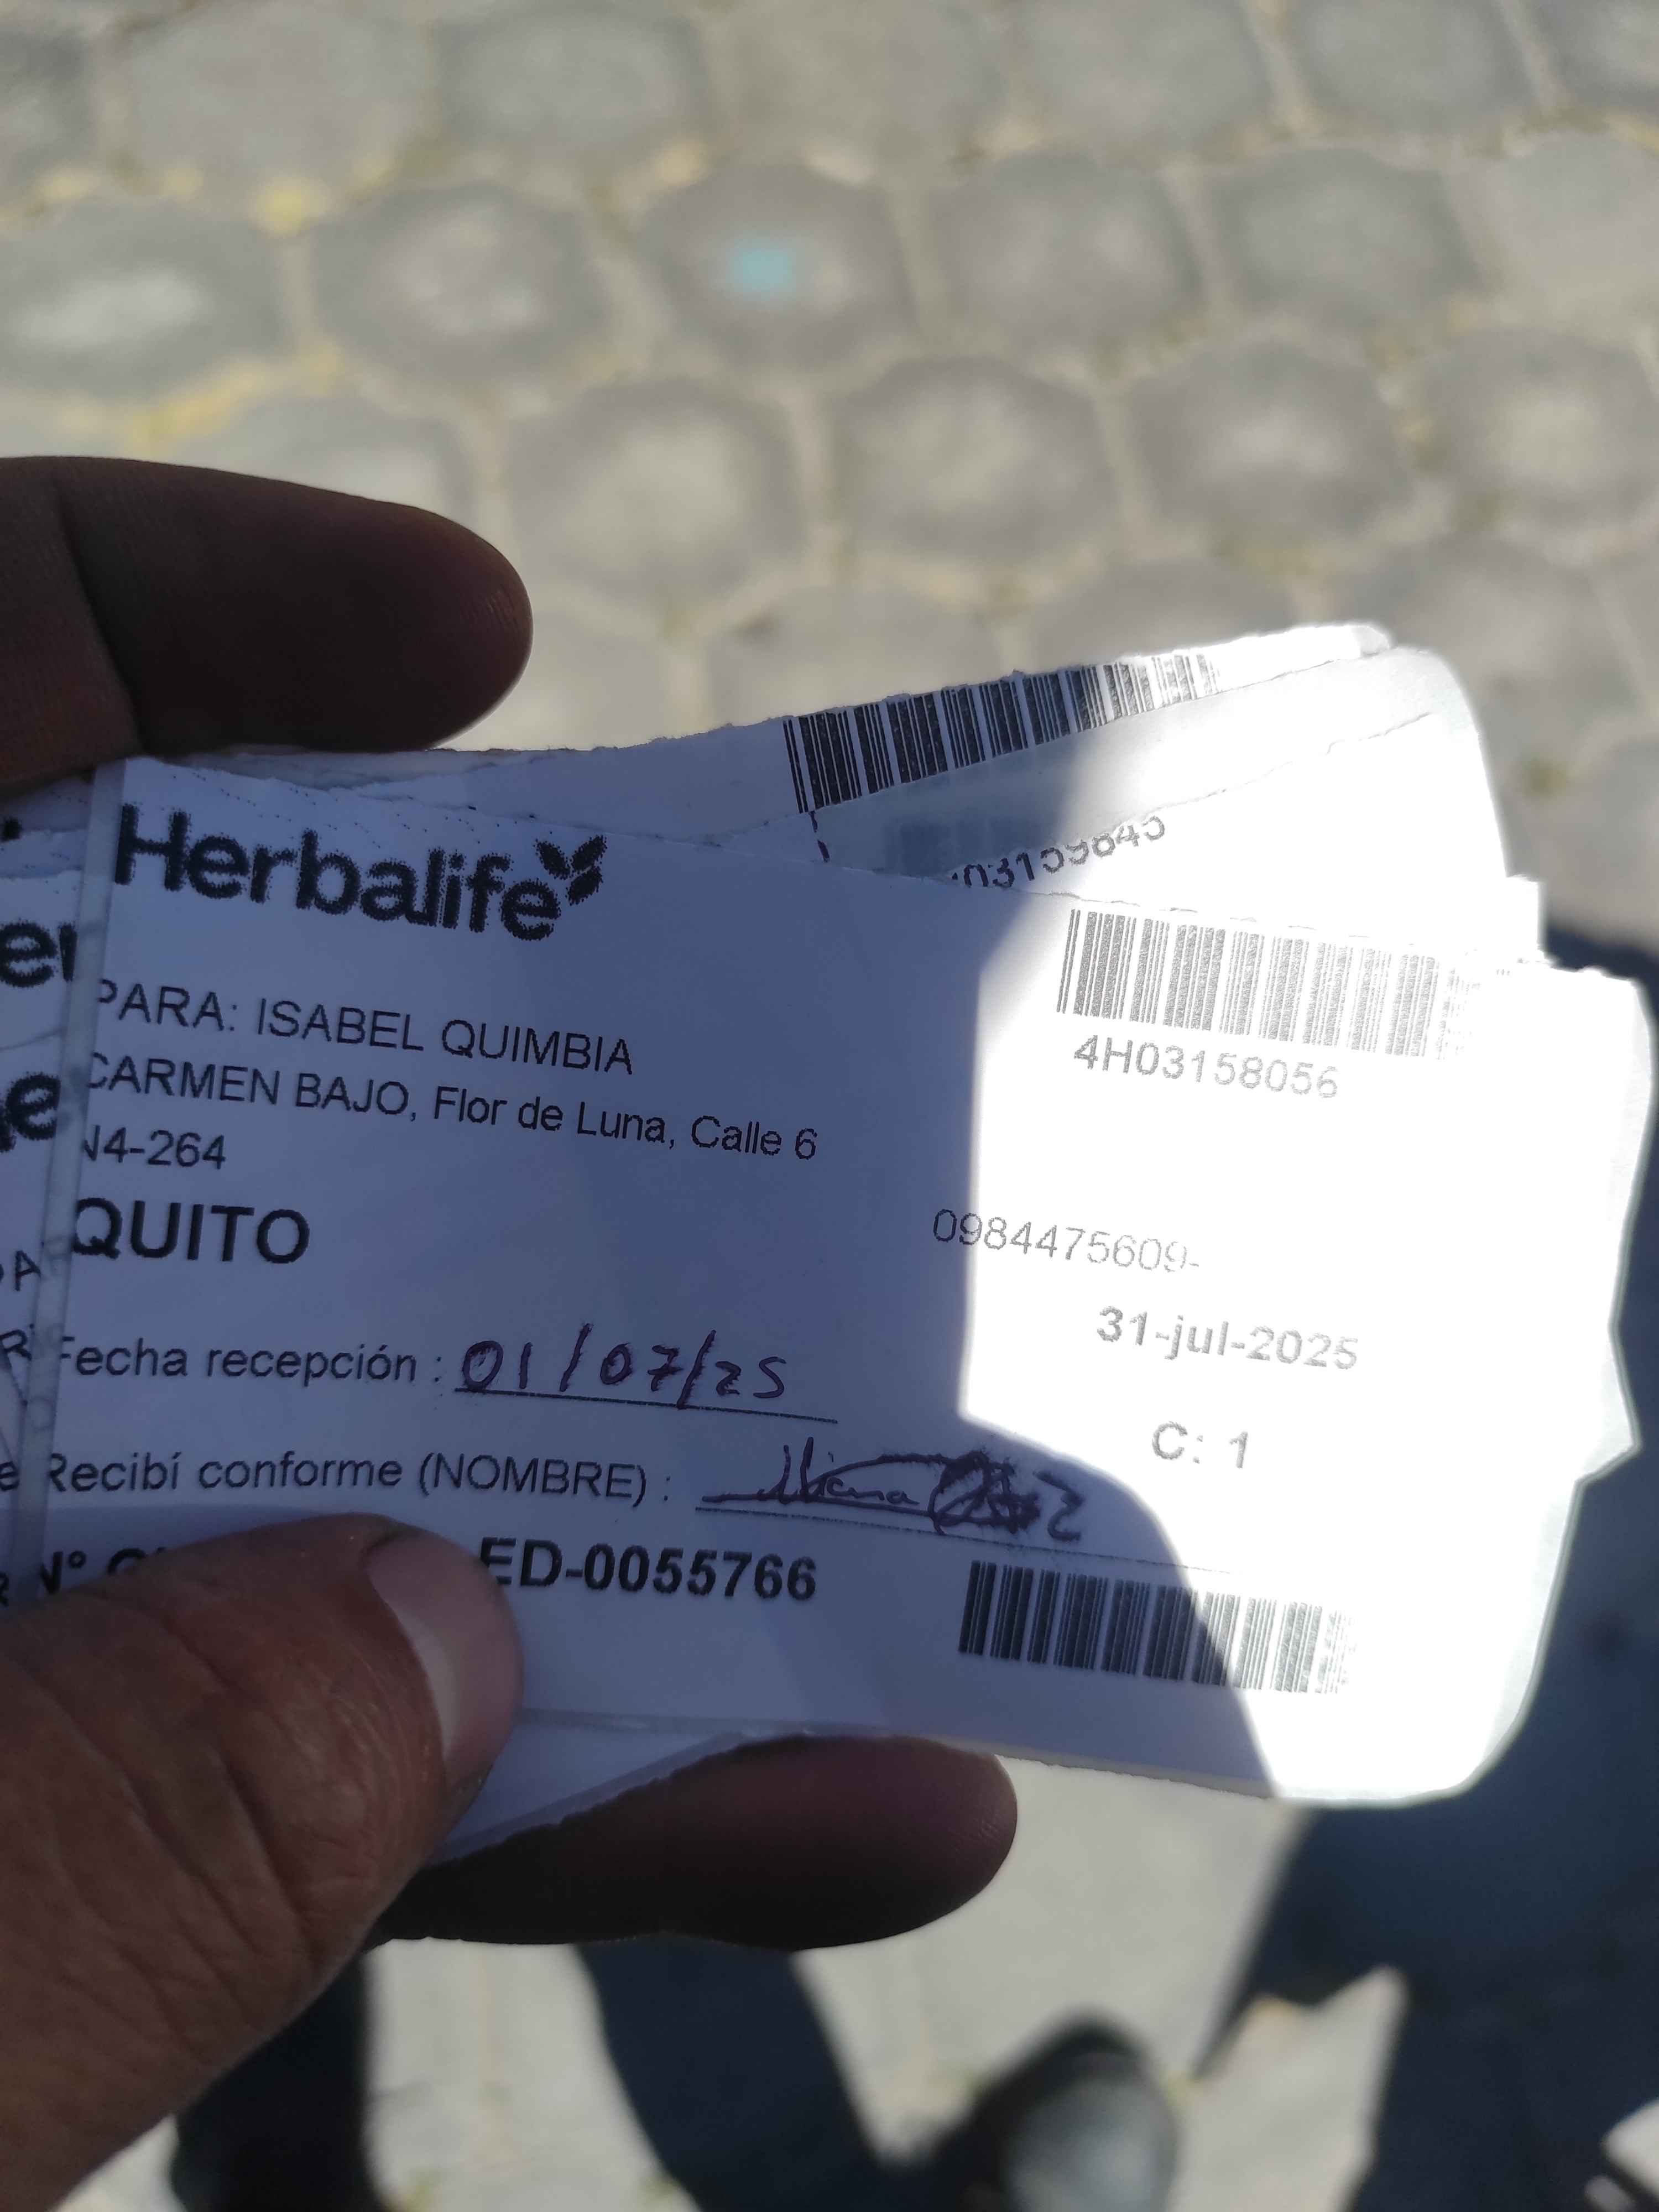 Herbalife
PARA: ISABEL QUIMBIA
CARMEN BAJO, Flor de Luna, Calle 6
N4-264
QUITO
4H03158056
0984475609-
31-jul-2025
C: 1
Fecha recepción : 01/07/25
Recibí conforme (NOMBRE) :
N° ED-0055766